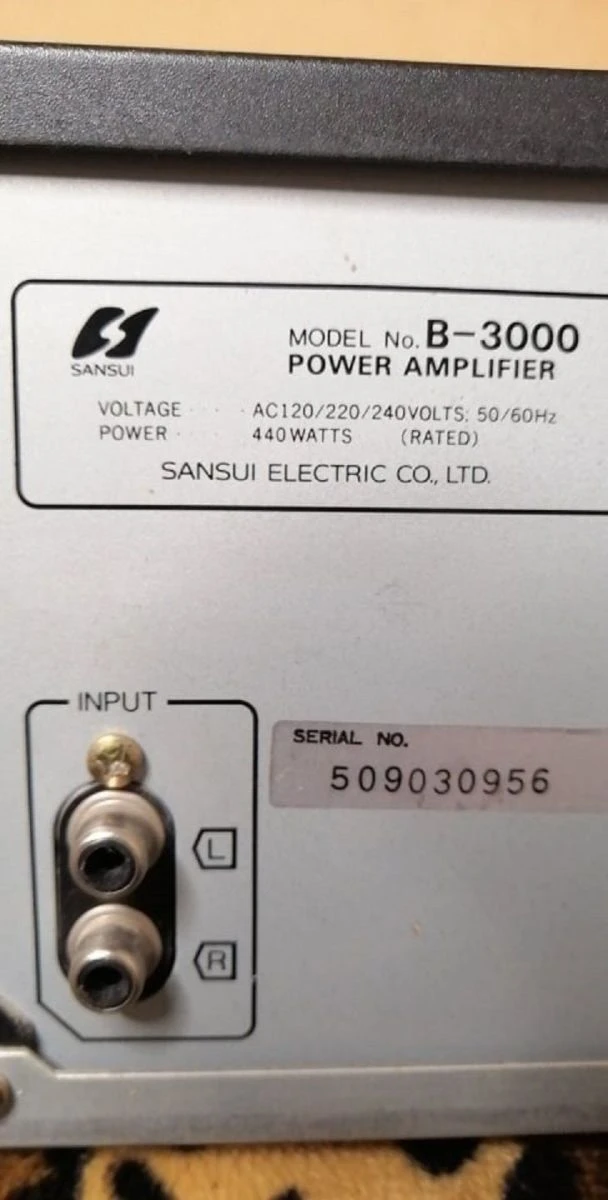 SANSUI
MODEL No. B-3000
POWER AMPLIFIER
VOLTAGE · · · AC120/220/240VOLTS: 50/60Hz
POWER · · 440WATTS (RATED)
SANSUI ELECTRIC CO., LTD.
INPUT
SERIAL NO.
509030956
L
R